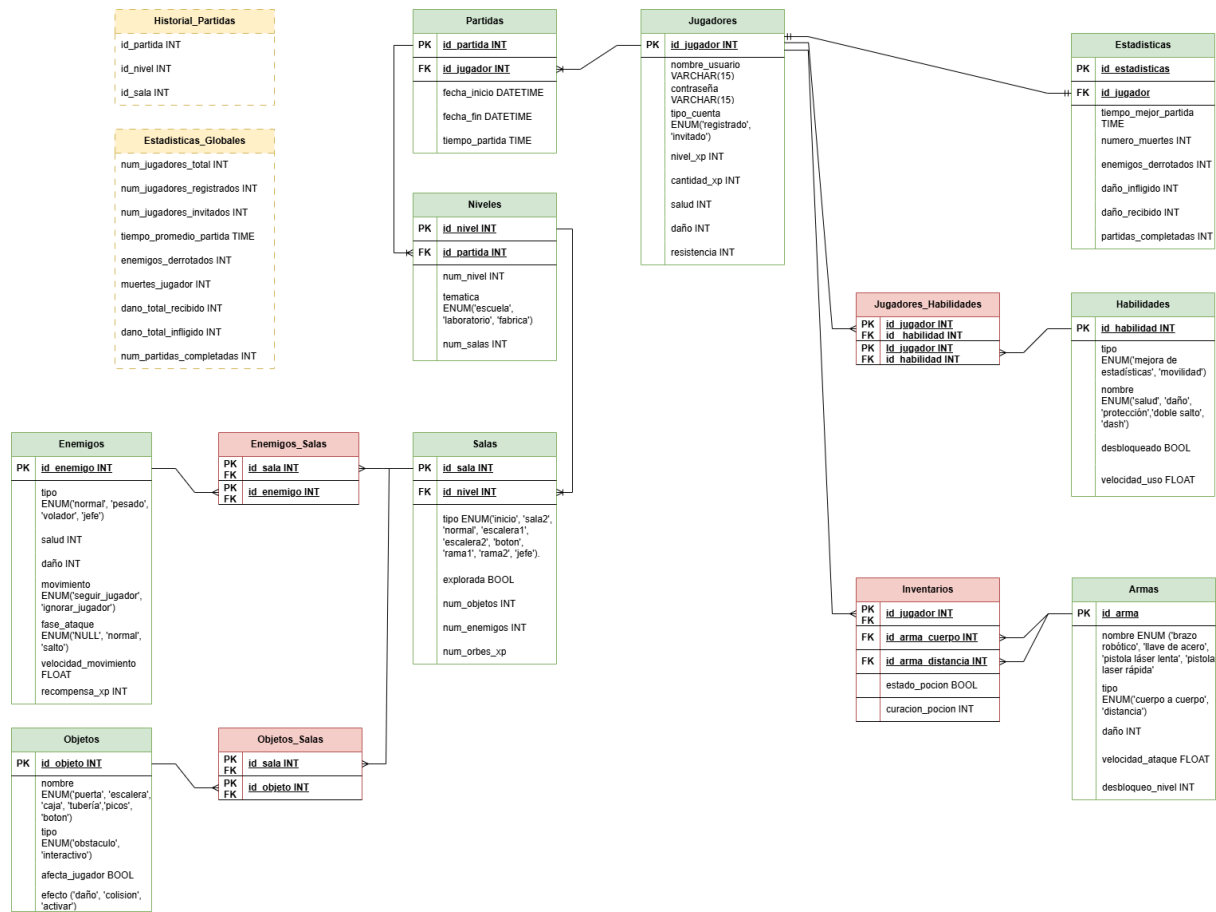 Historial_Partidas
id_partida INT
id_nivel INT
id_sala INT
Estadisticas_Globales
num_jugadores_total INT
num_jugadores_registrados INT
num_jugadores_invitados INT
tiempo_promedio_partida TIME
enemigos_derrotados INT
muertes_jugador INT
dano_total_recibido INT
dano_total_infligido INT
num_partidas_completadas INT
Partidas
PK id_partida INT
FK id_jugador INT
fecha_inicio DATETIME
fecha_fin DATETIME
tiempo_partida TIME
Niveles
PK id_nivel INT
FK id_partida INT
num_nivel INT
tematica
ENUM('escuela',
'laboratorio', 'fabrica')
num_salas INT
Jugadores
PK id_jugador INT
nombre_usuario
VARCHAR(15)
contraseña
VARCHAR(15)
tipo_cuenta
ENUM('registrado',
'invitado')
nivel_xp INT
cantidad_xp INT
salud INT
daño INT
resistencia INT
Estadisticas
PK id_estadisticas
FK id_jugador
tiempo_mejor_partida
TIME
numero_muertes INT
enemigos_derrotados INT
daño_infligido INT
daño_recibido INT
partidas_completadas INT
Jugadores_Habilidades
PK id_jugador INT
FK id_ habilidad INT
PK Id_jugador INT
FK id_habilidad INT
Habilidades
PK id_habilidad INT
tipo
ENUM('mejora de
estadísticas', 'movilidad')
nombre
ENUM('salud', 'daño',
'protección','doble salto',
'dash')
desbloqueado BOOL
velocidad_uso FLOAT
Enemigos
PK id_enemigo INT
tipo
ENUM('normal', 'pesado',
'volador', 'jefe')
salud INT
daño INT
movimiento
ENUM('seguir_jugador',
'ignorar_jugador')
fase_ataque
ENUM('NULL', 'normal',
'salto')
velocidad_movimiento
FLOAT
recompensa_xp INT
Enemigos_Salas
PK
FK id_sala INT
PK
FK id_enemigo INT
Salas
PK id_sala INT
FK id_nivel INT
tipo ENUM('inicio', 'sala2',
'normal', 'escalera1',
'escalera2', 'boton',
'rama1', 'rama2', 'jefe').
explorada BOOL
num_objetos INT
num_enemigos INT
num_orbes_xp
Inventarios
PK
FK id_jugador INT
FK id_arma_cuerpo INT
FK id_arma_distancia INT
estado_pocion BOOL
curacion_pocion INT
Armas
PK id_arma
nombre ENUM ('brazo
robótico', 'llave de acero',
'pistola láser lenta', 'pistola
laser rápida'
tipo
ENUM('cuerpo a cuerpo',
'distancia')
daño INT
velocidad_ataque FLOAT
desbloqueo_nivel INT
Objetos
PK id_objeto INT
nombre
ENUM('puerta', 'escalera',
'caja', 'tubería','picos',
'boton')
tipo
ENUM('obstaculo',
'interactivo')
afecta_jugador BOOL
efecto ('daño', 'colision',
'activar')
Objetos_Salas
PK
FK id_sala INT
PK
FK id_objeto INT